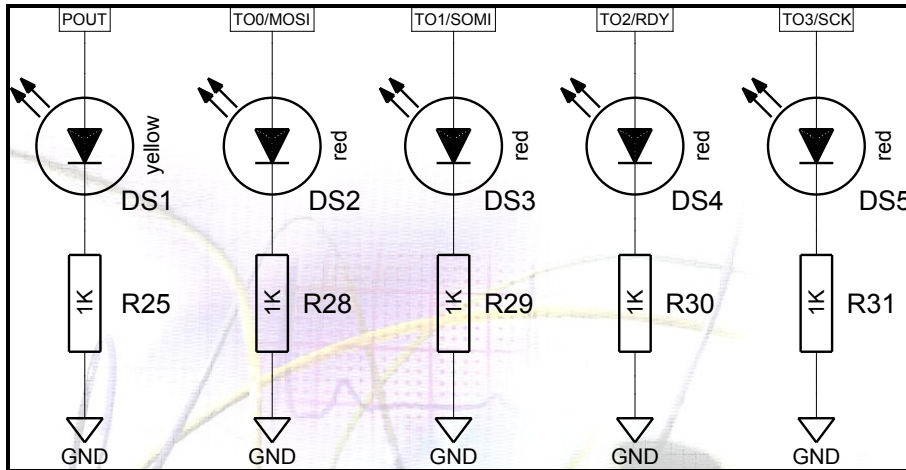 POUT TO0/MOSI TO1/SOMI TO2/RDY TO3/SCK
yellow red red red red
DS1 DS2 DS3 DS4 DS5
1K R25 1K R28 1K R29 1K R30 1K R31
GND GND GND GND GND